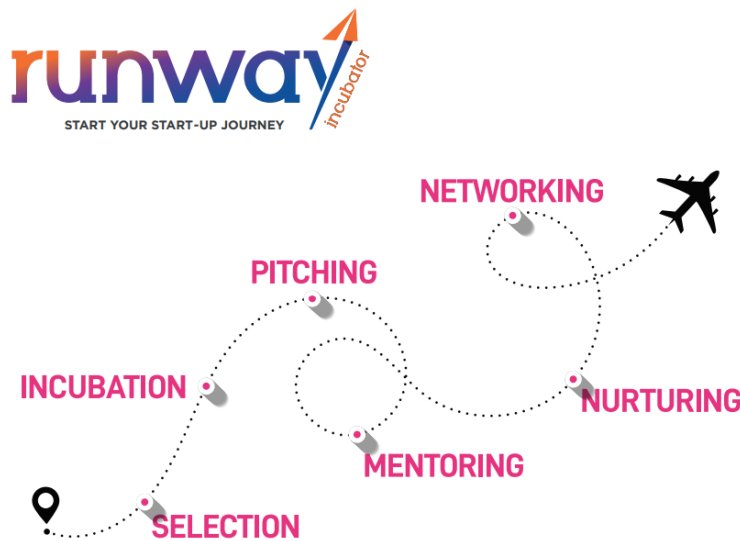 runway
incubator
START YOUR START-UP JOURNEY
NETWORKING
PITCHING
INCUBATION
NURTURING
MENTORING
SELECTION